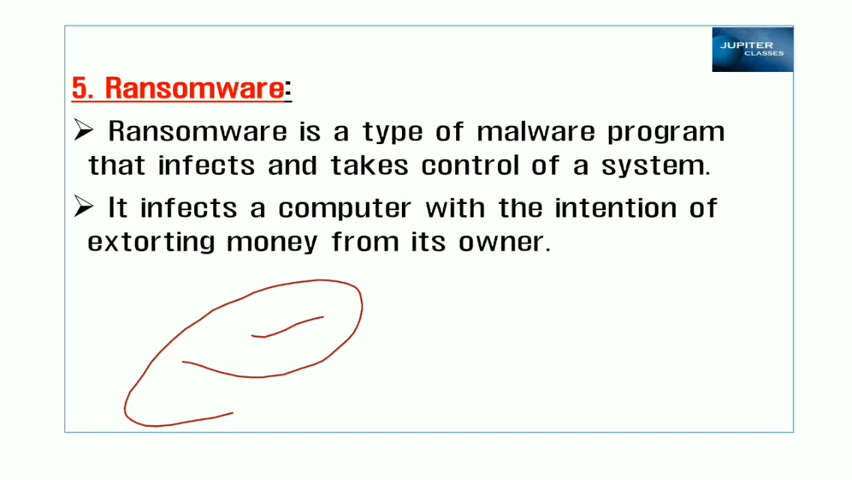 JUPITER
CLASSES
5. Ransomware:
➢ Ransomware is a type of malware program
that infects and takes control of a system.
➢ It infects a computer with the intention of
extorting money from its owner.